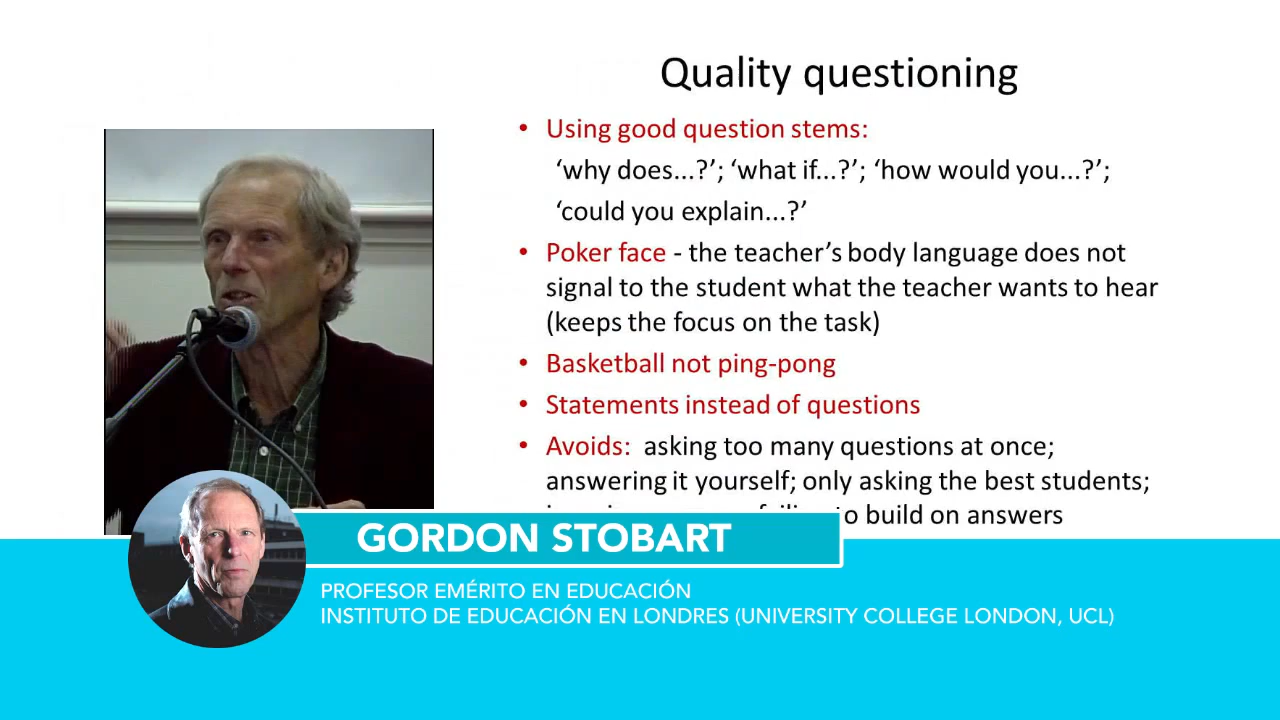 Quality questioning
• Using good question stems:
‘why does...?’; ‘what if...?’; ‘how would you...?’;
‘could you explain...?’
• Poker face - the teacher’s body language does not
signal to the student what the teacher wants to hear
(keeps the focus on the task)
• Basketball not ping-pong
• Statements instead of questions
• Avoids: asking too many questions at once;
answering it yourself; only asking the best students;
to build on answers
GORDON STOBART
PROFESOR EMÉRITO EN EDUCACIÓN
INSTITUTO DE EDUCACIÓN EN LONDRES (UNIVERSITY COLLEGE LONDON, UCL)